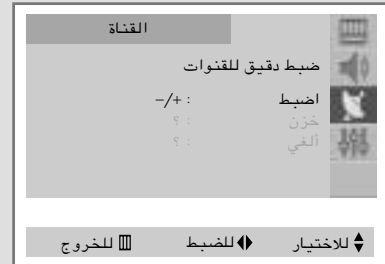 القناة
ضبط دقيق للقنوات
اضبط : +/−
خزن : ؟
ألغي : ؟
للاختيار للضبط للخروج